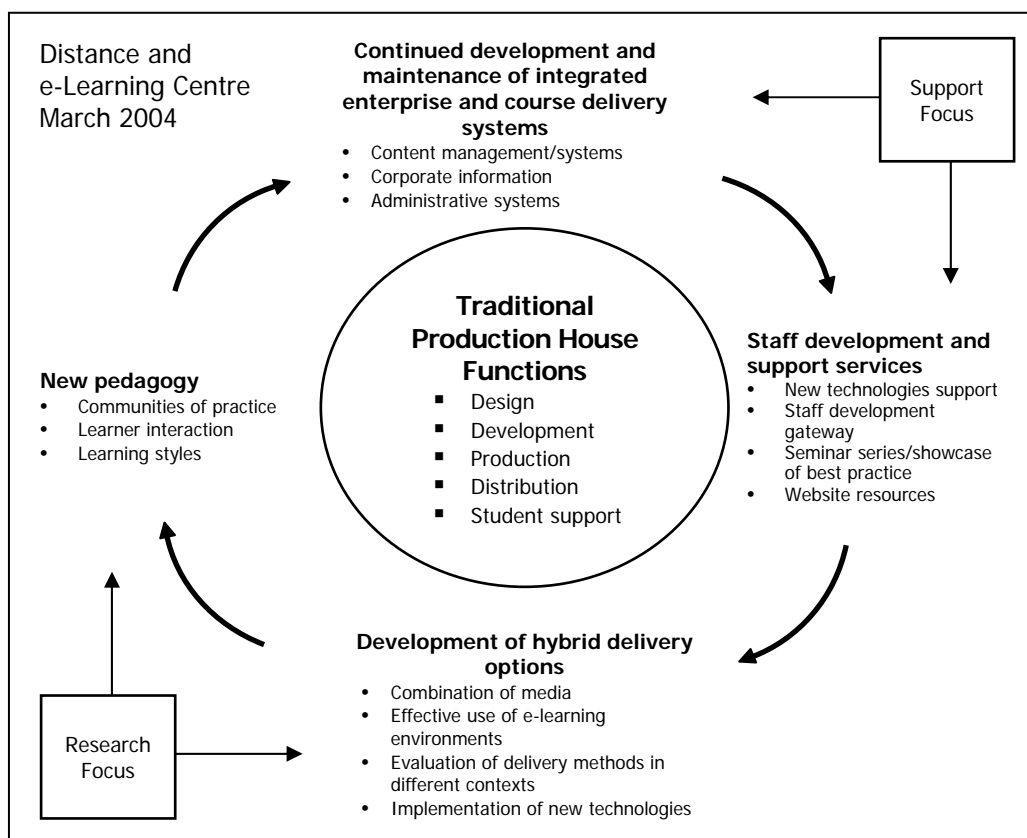 Distance and
e-Learning Centre
March 2004
Continued development and
maintenance of integrated
enterprise and course delivery
systems
• Content management/systems
• Corporate information
• Administrative systems
Support
Focus
Traditional
Production House
Functions
▪ Design
▪ Development
▪ Production
▪ Distribution
▪ Student support
Staff development and
support services
• New technologies support
• Staff development
gateway
• Seminar series/showcase
of best practice
• Website resources
New pedagogy
• Communities of practice
• Learner interaction
• Learning styles
Development of hybrid delivery
options
• Combination of media
• Effective use of e-learning
environments
• Evaluation of delivery methods in
different contexts
• Implementation of new technologies
Research
Focus